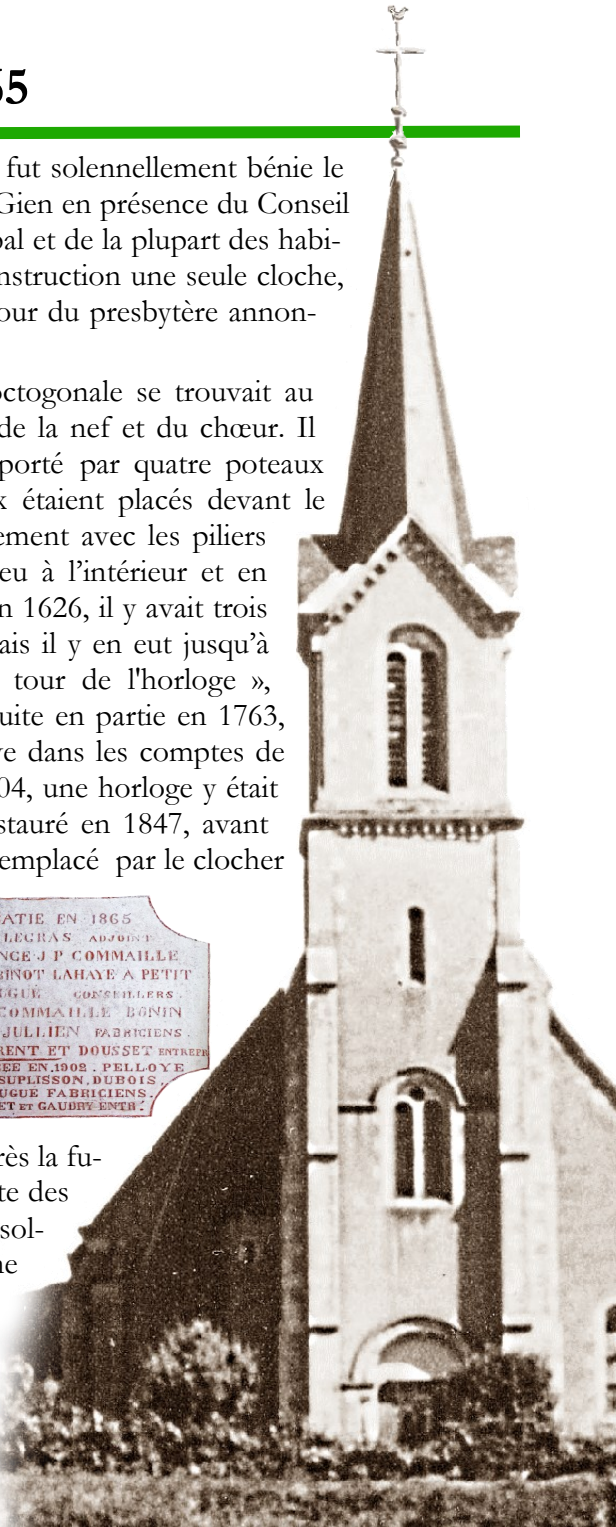 65
fut solennellement bénie le
Gien en présence du Conseil
pal et de la plupart des habi-
nstruction une seule cloche,
our du presbytère annon-
octogonale se trouvait au
de la nef et du chœur. Il
porté par quatre poteaux
x étaient placés devant le
ement avec les piliers
eu à l’intérieur et en
n 1626, il y avait trois
ais il y en eut jusqu’à
tour de l'horloge »,
uite en partie en 1763,
ve dans les comptes de
04, une horloge y était
stauré en 1847, avant
emplacé par le clocher
ATIE EN 1865
LEGRAS ADJOINT
NCE J P COMMAILLE
BINOT LAHAYE A PETIT
UGUÉ CONSEILLERS.
COMMAILLE BONIN
JULLIEN FABRICIENS.
RENT ET DOUSSET ENTREPR
ÉE EN 1902. PELLOYE
SUPLISSON, DUBOIS,
UGUE FABRICIENS.
ET ET GAUDRY ENTR.
rès la fu-
te des
sol-
ne